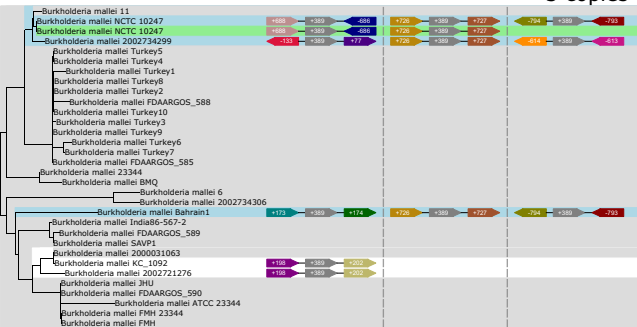 Burkholderia mallei 11
Burkholderia mallei NCTC 10247 +688 +389 -686 +726 +389 +727 -794 +389 -793
Burkholderia mallei NCTC 10247 +688 +389 -686 +726 +389 +727
Burkholderia mallei 2002734299 -133 +389 +77 +726 +389 +727 -614 +389 -613
Burkholderia mallei Turkey5
Burkholderia mallei Turkey4
Burkholderia mallei Turkey1
Burkholderia mallei Turkey8
Burkholderia mallei Turkey2
Burkholderia mallei FDAARGOS_588
Burkholderia mallei Turkey10
Burkholderia mallei Turkey3
Burkholderia mallei Turkey9
Burkholderia mallei Turkey6
Burkholderia mallei Turkey7
Burkholderia mallei FDAARGOS_585
Burkholderia mallei 23344
Burkholderia mallei BMQ
Burkholderia mallei 6
Burkholderia mallei 2002734306
Burkholderia mallei Bahrain1 +173 +389 +174 +726 +389 +727 -794 +389 -793
Burkholderia mallei India86-567-2
Burkholderia mallei FDAARGOS_589
Burkholderia mallei SAVP1
Burkholderia mallei 2000031063
Burkholderia mallei KC_1092 +198 +389 +202
Burkholderia mallei 2002721276 +198 +389 +202
Burkholderia mallei JHU
Burkholderia mallei FDAARGOS_590
Burkholderia mallei ATCC 23344
Burkholderia mallei FMH 23344
Burkholderia mallei FMH